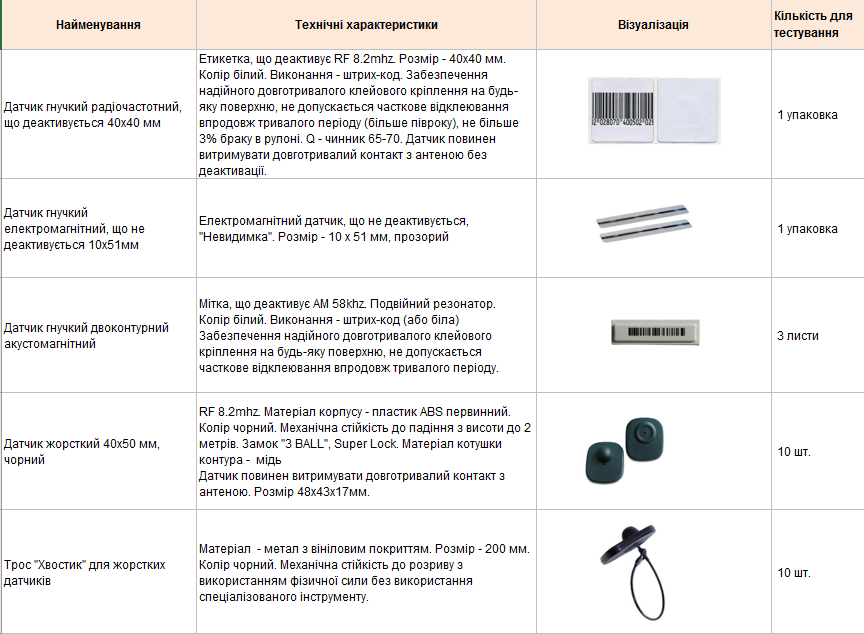 Найменування
Технічні характеристики
Візуалізація
Кількість для
тестування
Датчик гнучкий радіочастотний,
що деактивується 40х40 мм
Етикетка, що деактивує RF 8.2mhz. Розмір - 40х40 мм.
Колір білий. Виконання - штрих-код. Забезпечення
надійного довготривалого клейового кріплення на будь-
яку поверхню, не допускається часткове відклеювання
впродовж тривалого періоду (більше півроку), не більше
3% браку в рулоні. Q - чинник 65-70. Датчик повинен
витримувати довготривалий контакт з антеною без
деактивації.
1 упаковка
Датчик гнучкий
електромагнітний, що не
деактивується 10х51мм
Електромагнітний датчик, що не деактивується,
"Невидимка". Розмір - 10 х 51 мм, прозорий
1 упаковка
Датчик гнучкий двоконтурний
акустомагнітний
Мітка, що деактивує AM 58khz. Подвійний резонатор.
Колір білий. Виконання - штрих-код (або біла)
Забезпечення надійного довготривалого клейового
кріплення на будь-яку поверхню, не допускається
часткове відклеювання впродовж тривалого періоду.
3 листи
Датчик жорсткий 40х50 мм,
чорний
RF 8.2mhz. Матеріал корпусу - пластик ABS первинний.
Колір чорний. Механічна стійкість до падіння з висоти до 2
метрів. Замок "3 BALL", Super Lock. Матеріал котушки
контура -  мідь
Датчик повинен витримувати довготривалий контакт з
антеною. Розмір 48х43х17мм.
10 шт.
Трос "Хвостик" для жорстких
датчиків
Матеріал  - метал з вініловим покриттям. Розмір - 200 мм.
Колір чорний. Механічна стійкість до розриву з
використанням фізичної сили без використання
спеціалізованого інструменту.
10 шт.